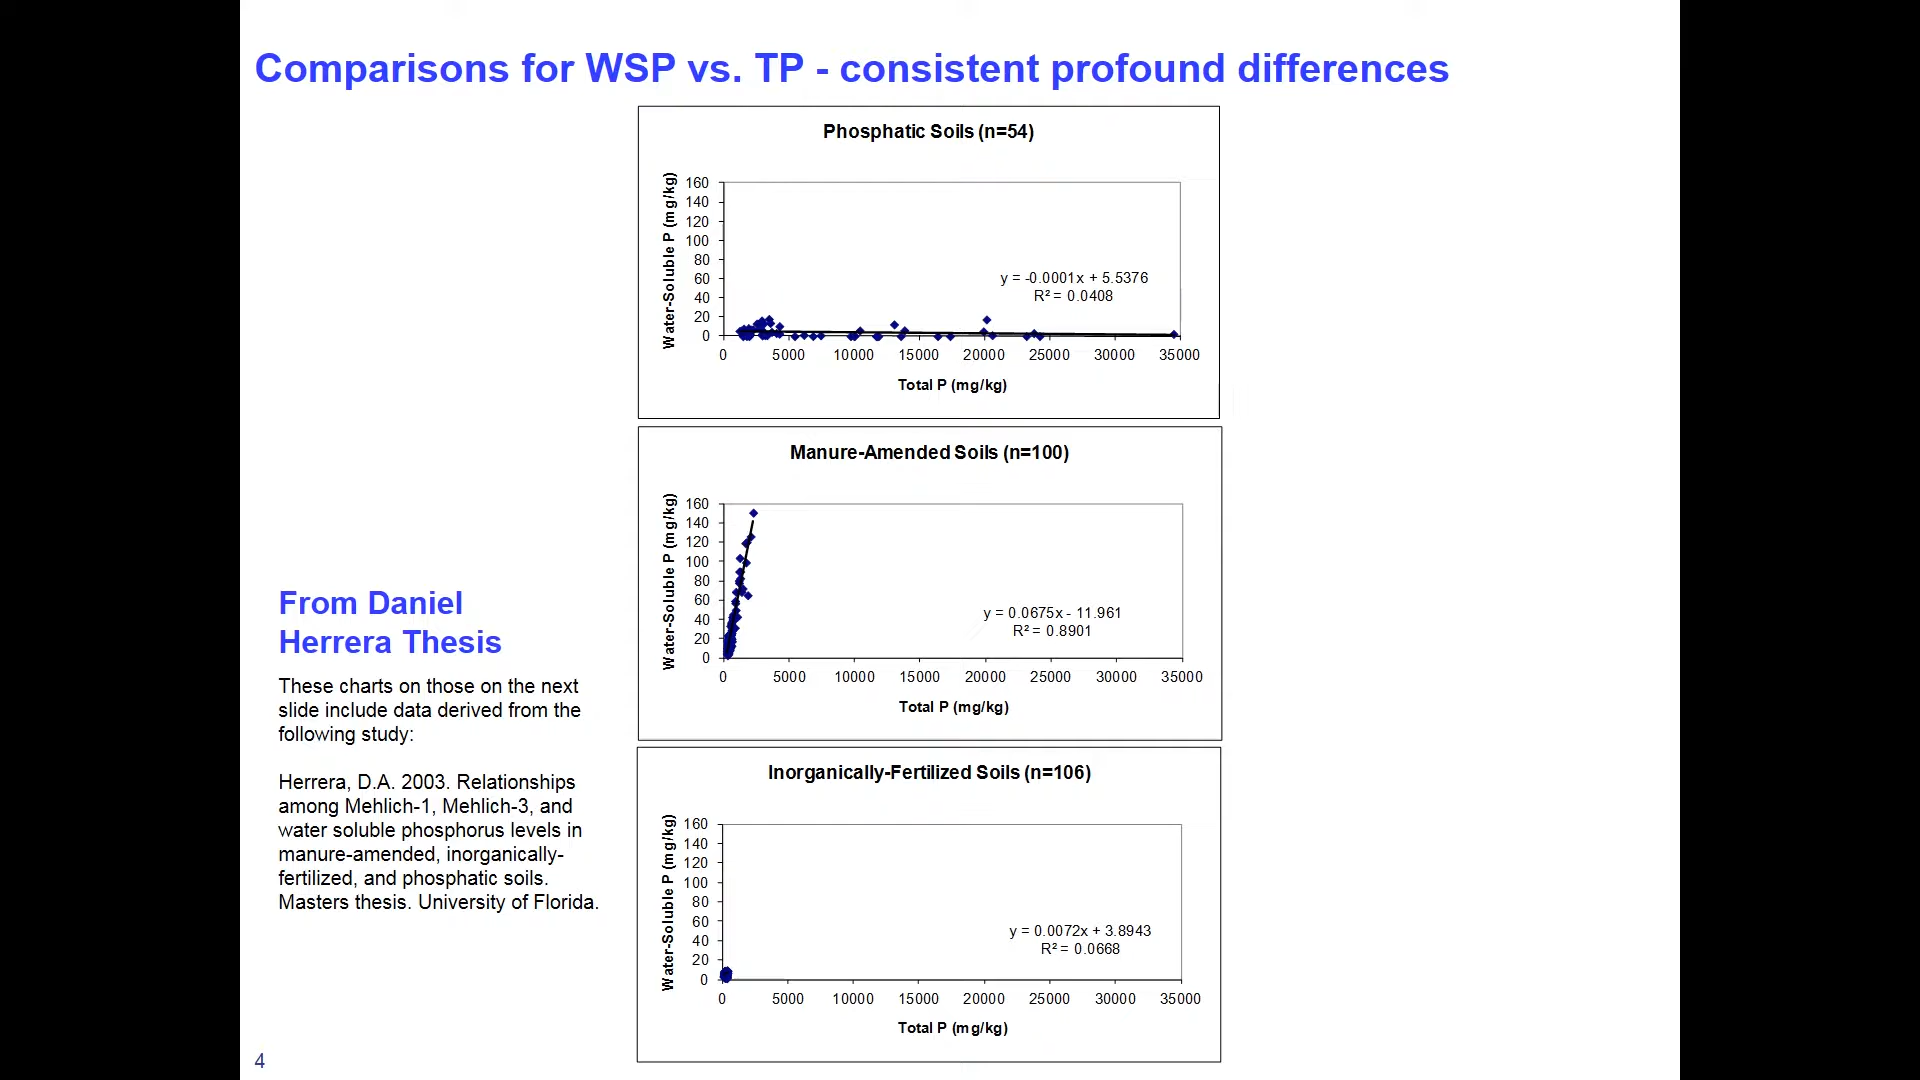 Comparisons for WSP vs. TP - consistent profound differences
Phosphatic Soils (n=54)
Water-Soluble P (mg/kg)
160
140
120
100
80
60
40
20
0
y = -0.0001x + 5.5376
R² = 0.0408
0 5000 10000 15000 20000 25000 30000 35000
Total P (mg/kg)
Manure-Amended Soils (n=100)
Water-Soluble P (mg/kg)
160
140
120
100
80
60
40
20
0
y = 0.0675x - 11.961
R² = 0.8901
0 5000 10000 15000 20000 25000 30000 35000
Total P (mg/kg)
From Daniel
Herrera Thesis
These charts on those on the next
slide include data derived from the
following study:
Herrera, D.A. 2003. Relationships
among Mehlich-1, Mehlich-3, and
water soluble phosphorus levels in
manure-amended, inorganically-
fertilized, and phosphatic soils.
Masters thesis. University of Florida.
Inorganically-Fertilized Soils (n=106)
Water-Soluble P (mg/kg)
160
140
120
100
80
60
40
20
0
y = 0.0072x + 3.8943
R² = 0.0668
0 5000 10000 15000 20000 25000 30000 35000
Total P (mg/kg)
4